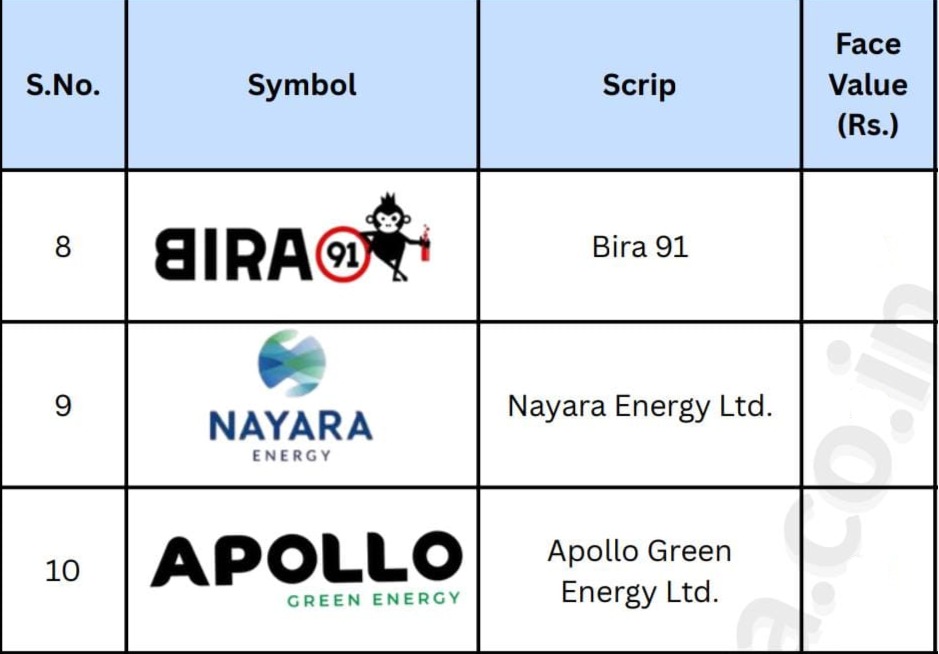 S.No.
Symbol
Scrip
Face
Value
(Rs.)
8
BIRA 91
Bira 91
9
NAYARA
ENERGY
Nayara Energy Ltd.
10
APOLLO
GREEN ENERGY
Apollo Green
Energy Ltd.
a.co.in